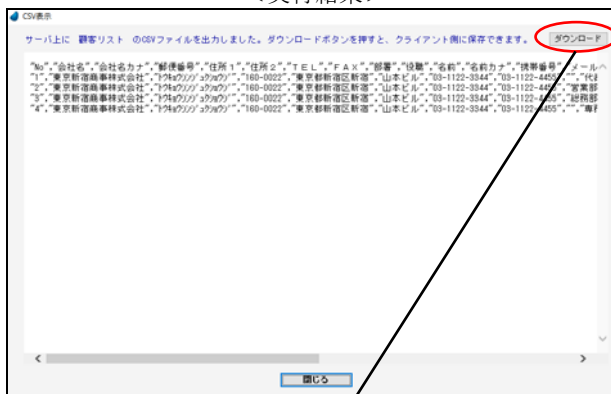 <実行結果>
CSV表示
サーバ上に 顧客リスト のCSVファイルを出力しました。ダウンロードボタンを押すと、クライアント側に保存できます。 ダウンロード
"No","会社名","会社名カナ","郵便番号","住所1","住所2","TEL","FAX","部署","役職","名前","名前カナ","携帯番号","メール
"1","東京新宿商事株式会社","ﾄｳｷｮｳｼﾝｼﾞｭｸｼｮｳｼﾞ","160-0022","東京都新宿区新宿","山本ビル","03-1122-3344","03-1122-4455","","代表
"2","東京新宿商事株式会社","ﾄｳｷｮｳｼﾝｼﾞｭｸｼｮｳｼﾞ","160-0022","東京都新宿区新宿","山本ビル","03-1122-3344","03-1122-4455","営業部
"3","東京新宿商事株式会社","ﾄｳｷｮｳｼﾝｼﾞｭｸｼｮｳｼﾞ","160-0022","東京都新宿区新宿","山本ビル","03-1122-3344","03-1122-4455","総務部
"4","東京新宿商事株式会社","ﾄｳｷｮｳｼﾝｼﾞｭｸｼｮｳｼﾞ","160-0022","東京都新宿区新宿","山本ビル","03-1122-3344","03-1122-4455","","専務
閉じる